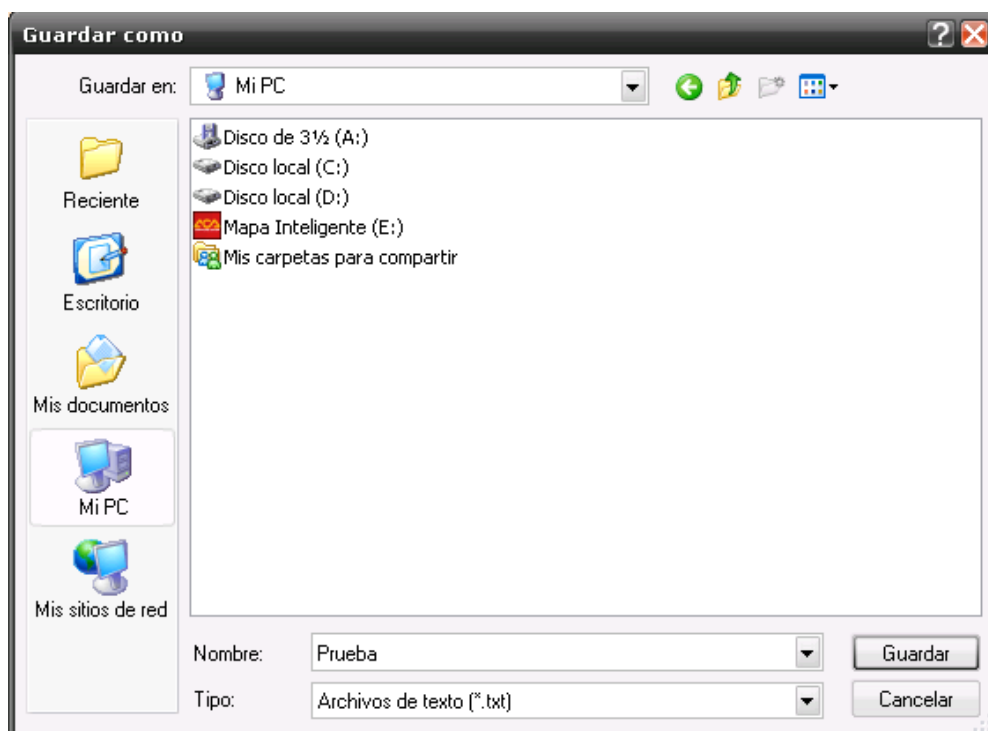 Guardar como
Guardar en:
Mi PC
Disco de 3½ (A:)
Disco local (C:)
Disco local (D:)
Mapa Inteligente (E:)
Mis carpetas para compartir
Reciente
Escritorio
Mis documentos
Mi PC
Mis sitios de red
Nombre:
Prueba
Guardar
Tipo:
Archivos de texto (*.txt)
Cancelar